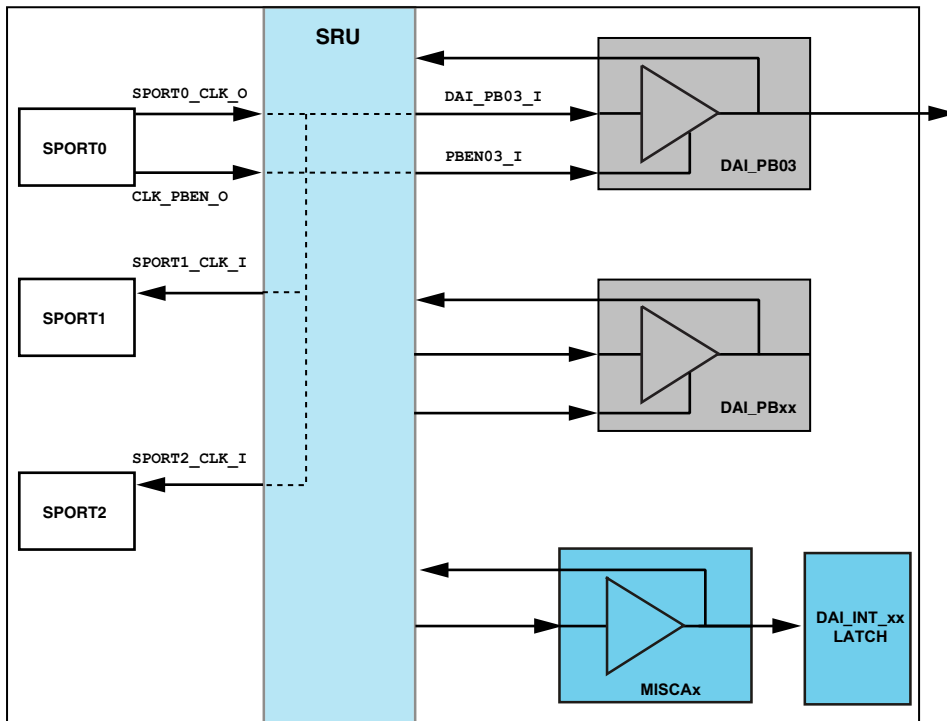 SRU
SPORT0_CLK_O
DAI_PB03_I
SPORT0
PBEN03_I
DAI_PB03
CLK_PBEN_O
SPORT1_CLK_I
SPORT1
DAI_PBxx
SPORT2_CLK_I
SPORT2
DAI_INT_xx
LATCH
MISCAx